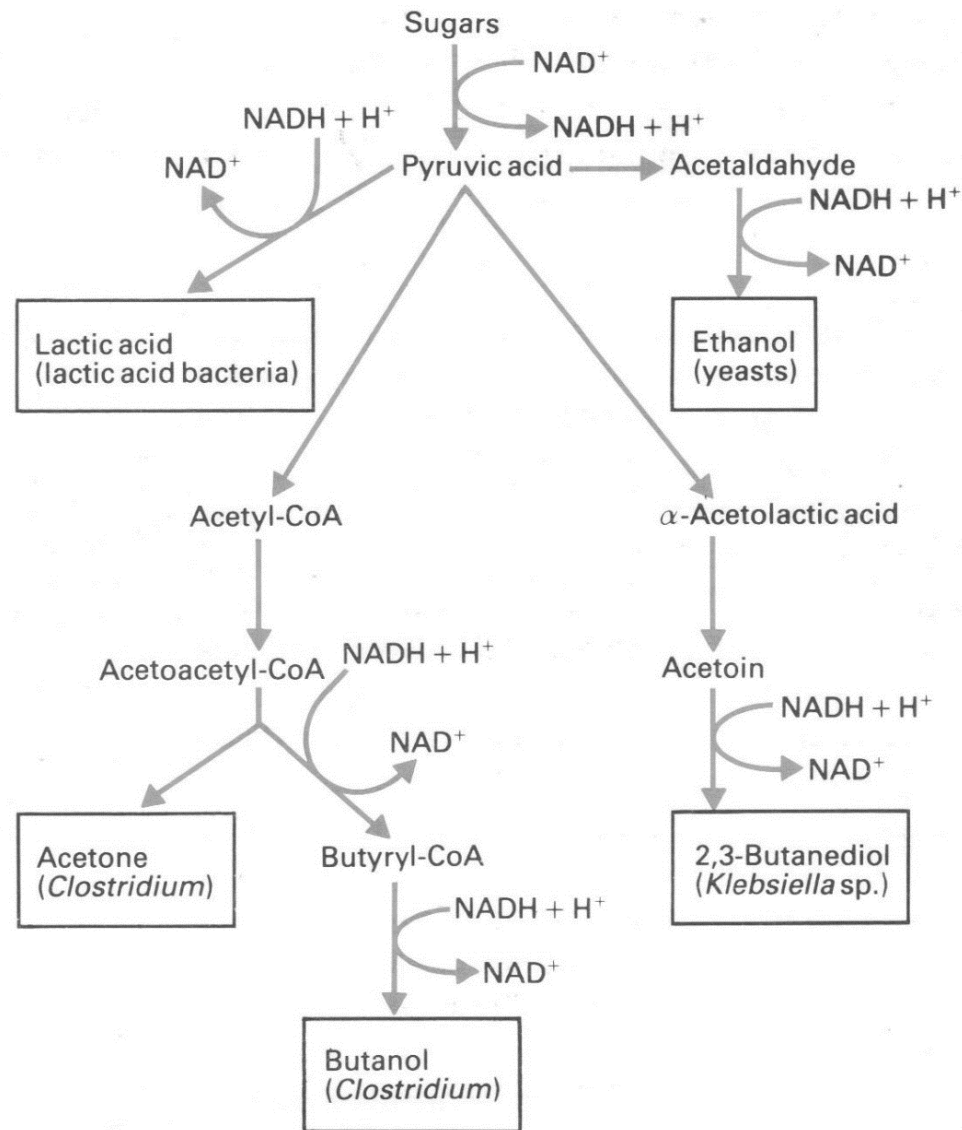 Sugars
NAD⁺
NADH + H⁺
NADH + H⁺
NAD⁺
Pyruvic acid
Acetaldahyde
NADH + H⁺
NAD⁺
Lactic acid
(lactic acid bacteria)
Ethanol
(yeasts)
Acetyl-CoA
α-Acetolactic acid
Acetoacetyl-CoA
NADH + H⁺
NAD⁺
Acetoin
NADH + H⁺
NAD⁺
Acetone
(Clostridium)
Butyryl-CoA
2,3-Butanediol
(Klebsiella sp.)
NADH + H⁺
NAD⁺
Butanol
(Clostridium)